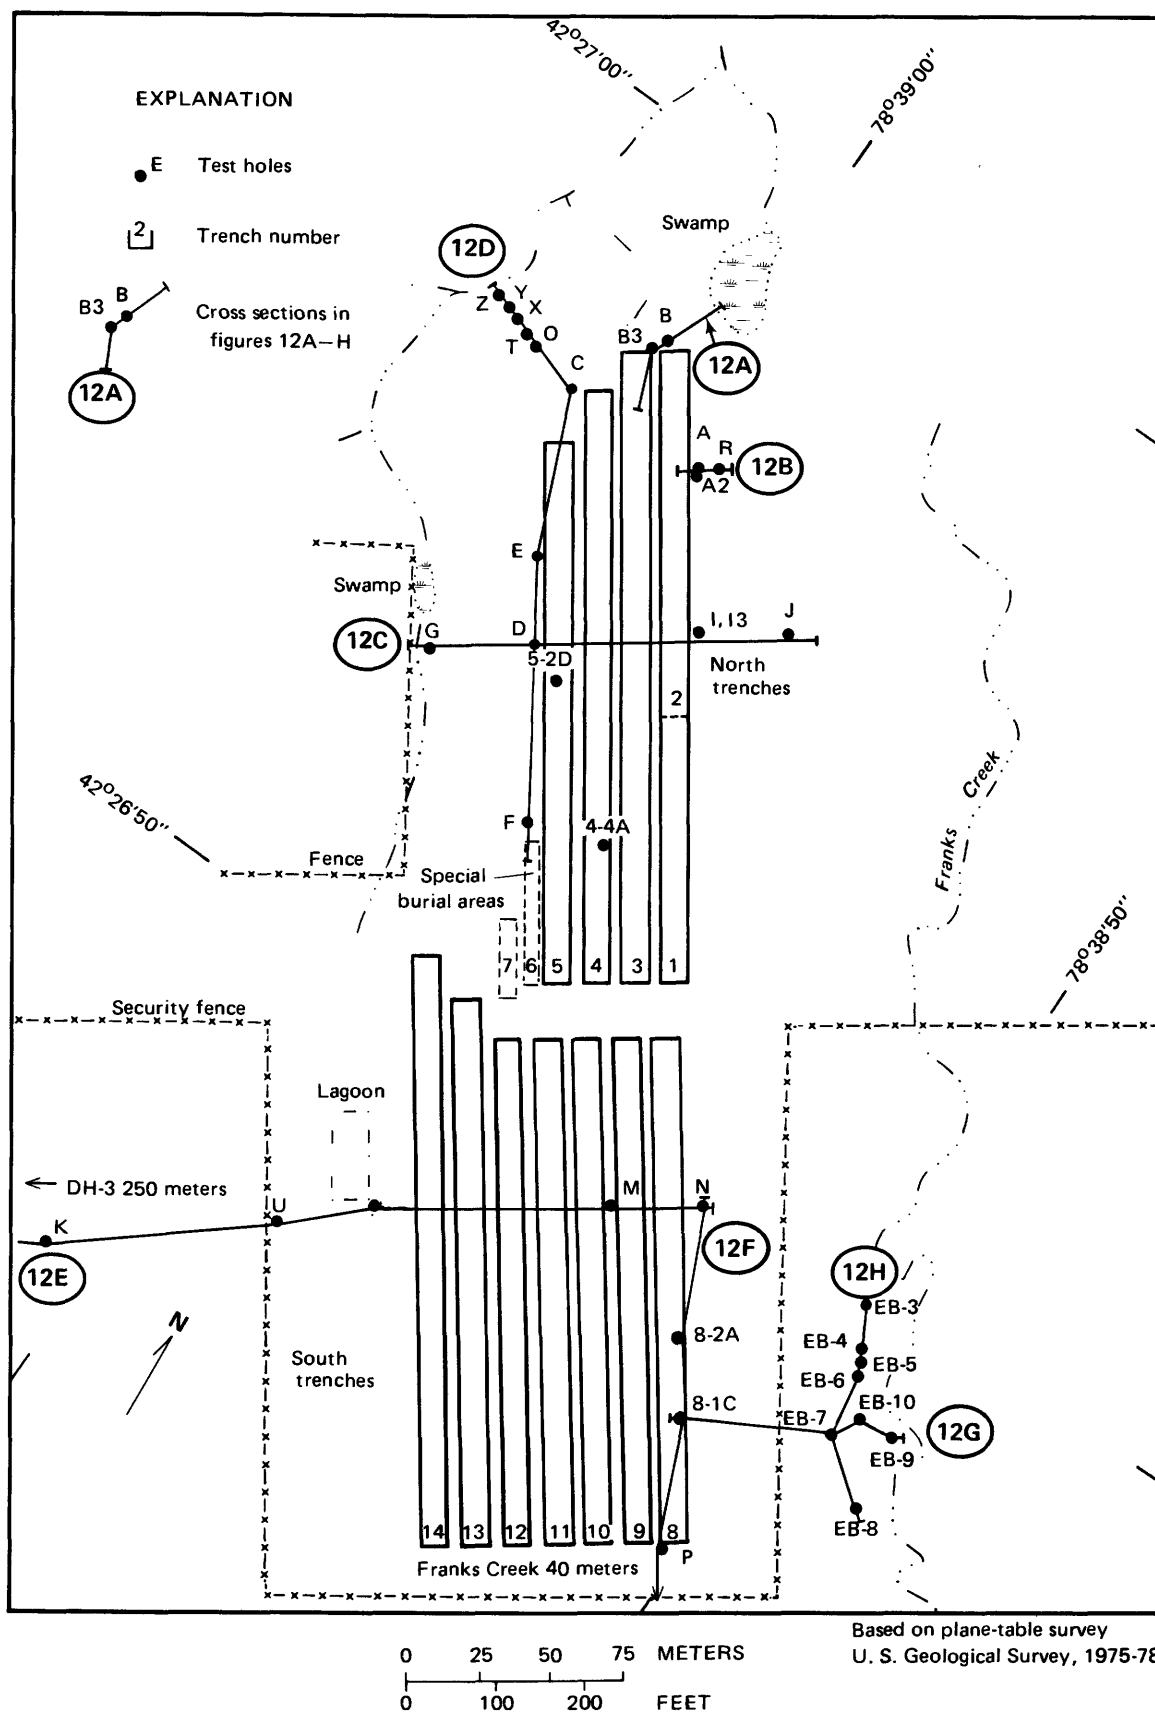 42°27'00"
78°39'00"
EXPLANATION
E Test holes
2 Trench number
B3 B
Cross sections in
figures 12A–H
12A
12D
Z Y
X
T O
C
Swamp
B
B3
12A
A
R
12B
A2
E
Swamp
12C
G
D
5-2D
I, I3
J
North
trenches
2
42°26'50"
F
4-4A
Fence
Special
burial areas
7 6 5 4 3 1
Creek
Franks
78°38'50"
Security fence
Lagoon
DH-3 250 meters
K
U
M
N
12E
12F
12H
EB-3
N
8-2A
EB-4
EB-5
EB-6
South
trenches
8-1C
EB-10
EB-7
12G
EB-9
EB-8
14 13 12 11 10 9 8
P
Franks Creek 40 meters
Based on plane-table survey
U. S. Geological Survey, 1975-78
0 25 50 75 METERS
0 100 200 FEET